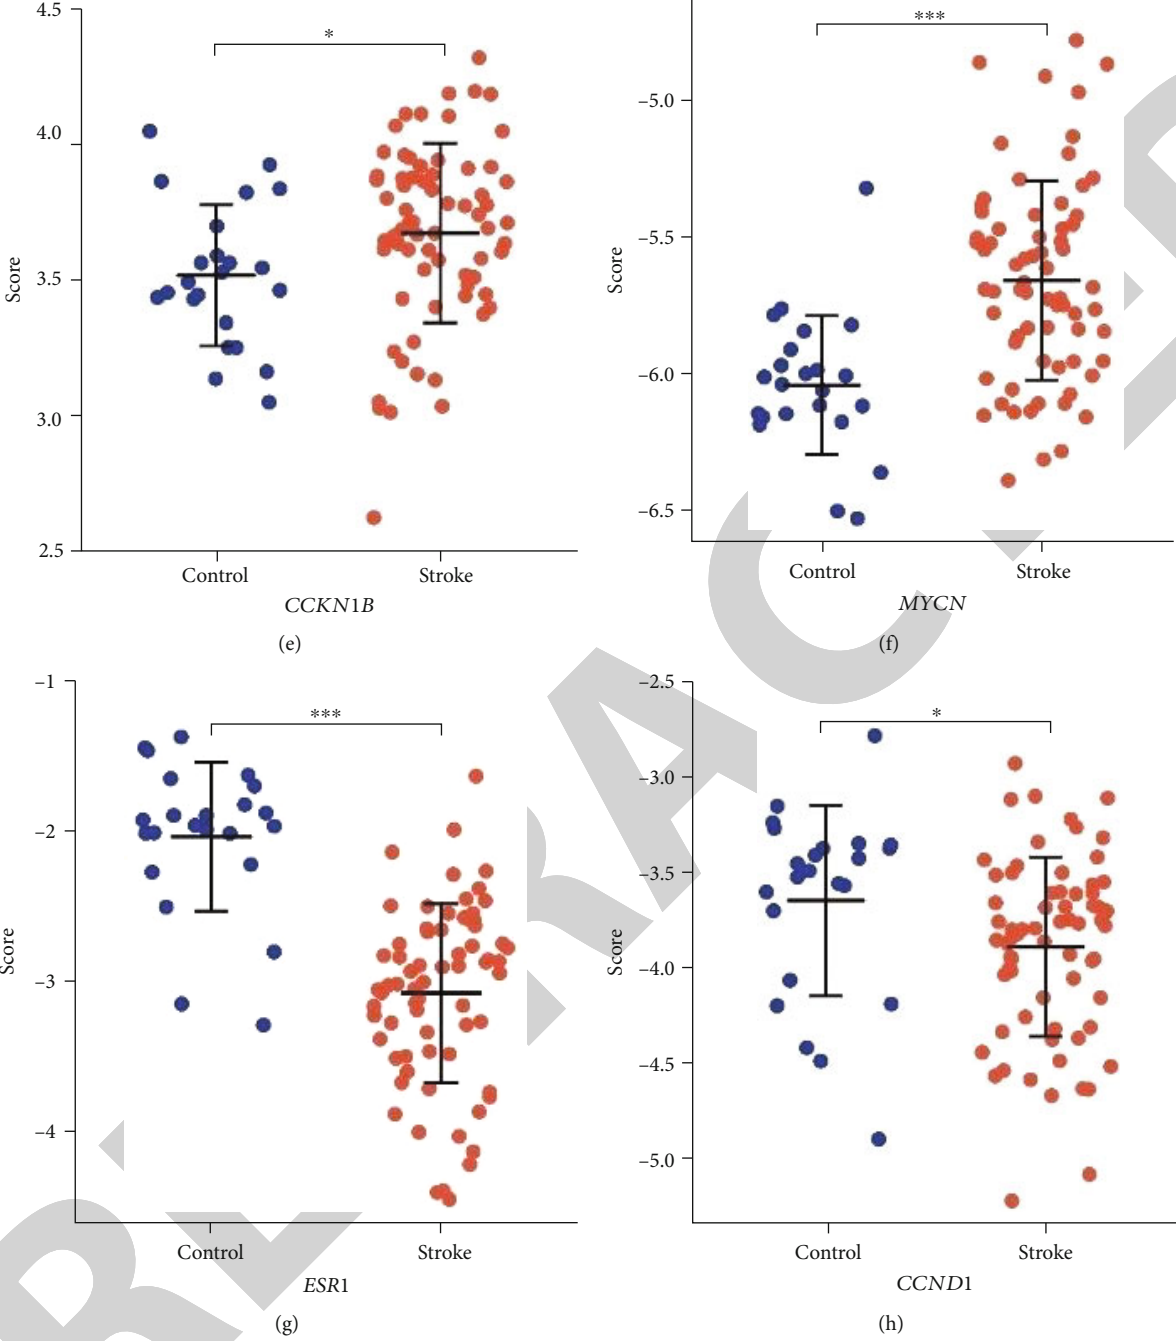 4.5
4.0
3.5
3.0
2.5
Score
*
Control
Stroke
CCKN1B
(e)
−5.0
−5.5
−6.0
−6.5
Score
***
Control
Stroke
MYCN
(f)
−1
−2
−3
−4
Score
***
Control
Stroke
ESR1
(g)
−2.5
−3.0
−3.5
−4.0
−4.5
−5.0
Score
*
Control
Stroke
CCND1
(h)